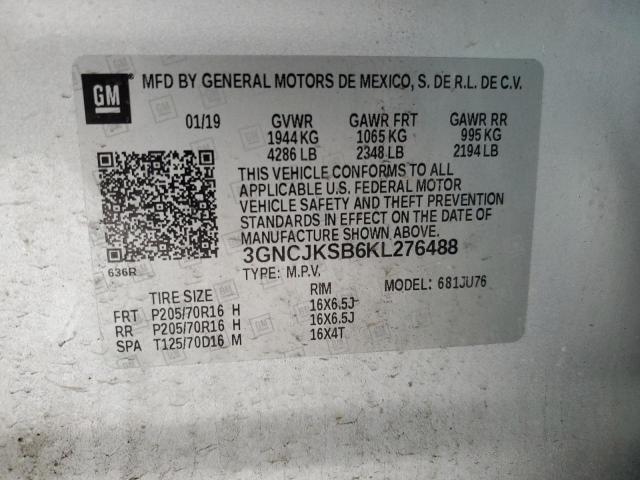 GM
MFD BY GENERAL MOTORS DE MEXICO, S. DE R.L. DE C.V.
01/19 GVWR GAWR FRT GAWR RR
1944 KG 1065 KG 995 KG
4286 LB 2348 LB 2194 LB
THIS VEHICLE CONFORMS TO ALL
APPLICABLE U.S. FEDERAL MOTOR
VEHICLE SAFETY AND THEFT PREVENTION
STANDARDS IN EFFECT ON THE DATE OF
MANUFACTURE SHOWN ABOVE.
3GNCJKSB6KL276488
636R
TYPE: M.P.V. MODEL: 681JU76
TIRE SIZE RIM
FRT P205/70R16 H 16X6.5J
RR P205/70R16 H 16X6.5J
SPA T125/70D16 M 16X4T